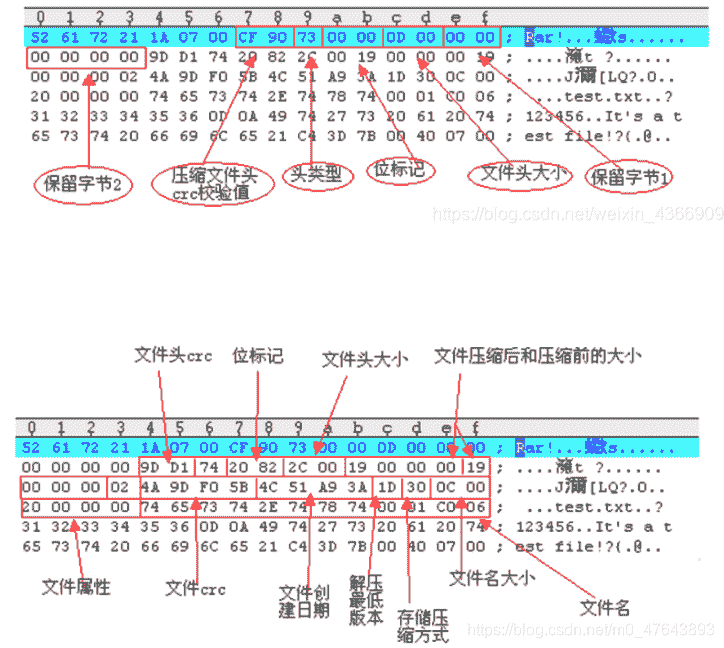 0 1 2 3 4 5 6 7 8 9 a b c d e f
52 61 72 21 1A 07 00 CF 90 73 00 00 0D 00 00 00 ; Rar!...蟙s......
00 00 00 00 9D D1 74 20 82 2C 00 19 00 00 00 19 ; ....潅t ?......
00 00 00 02 4A 9D F0 5B 4C 51 A9 3A 1D 30 0C 00 ; ....J瀰[LQ?.0..
20 00 00 00 74 65 73 74 2E 74 78 74 00 01 C0 06 ; ...test.txt..?
31 32 33 34 35 36 0D 0A 49 74 27 73 20 61 20 74 ; 123456..It's a t
65 73 74 20 66 69 6C 65 21 C4 3D 7B 00 40 07 00 ; est file!?{.@..
保留字节2
压缩文件头
crc校验值
头类型
位标记
文件头大小
保留字节1
https://blog.csdn.net/weixin_4366909
文件头crc 位标记 文件头大小 文件压缩后和压缩前的大小
0 1 2 3 4 5 6 7 8 9 a b c d e f
52 61 72 21 1A 07 00 CF 90 73 00 00 0D 00 00 00 ; Rar!...蟙s......
00 00 00 00 9D D1 74 20 82 2C 00 19 00 00 00 19 ; ....潅t ?......
00 00 00 02 4A 9D F0 5B 4C 51 A9 3A 1D 30 0C 00 ; ....J瀰[LQ?.0..
20 00 00 00 74 65 73 74 2E 74 78 74 00 01 C0 06 ; ...test.txt..?
31 32 33 34 35 36 0D 0A 49 74 27 73 20 61 20 74 ; 123456..It's a t
65 73 74 20 66 69 6C 65 21 C4 3D 7B 00 40 07 00 ; est file!?{.@..
文件属性
文件crc
文件创
建日期
解压
最低
版本
存储压
缩方式
文件名大小
文件名
https://blog.csdn.net/m0_47643893